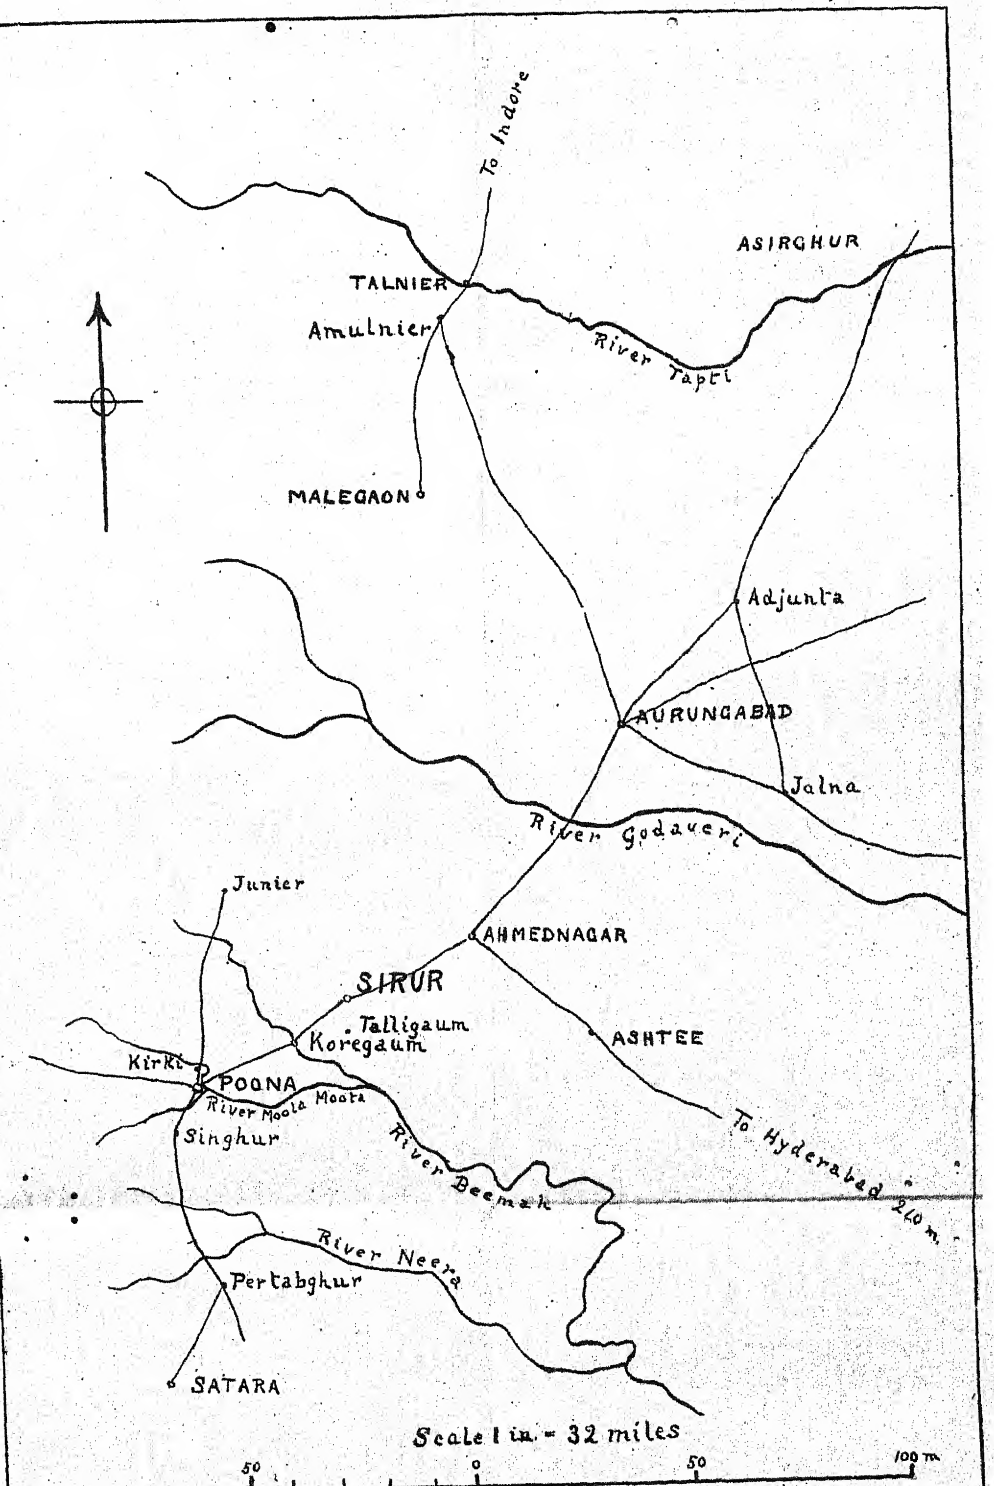 To Indore
ASIRGHUR
TALNIER
Amulnier
River Tapti
MALEGAON
Adjunta
AURUNGABAD
Jalna
River Godaveri
Junier
AHMEDNAGAR
SIRUR
Talligaum
Koregaum
ASHTEE
Kirki
POONA
River Moola Moota
To Hyderabad 210 m.
Singhur
River Beemah
River Neera
Pertabghur
SATARA
Scale 1 in. = 32 miles
50 0 50 100 m